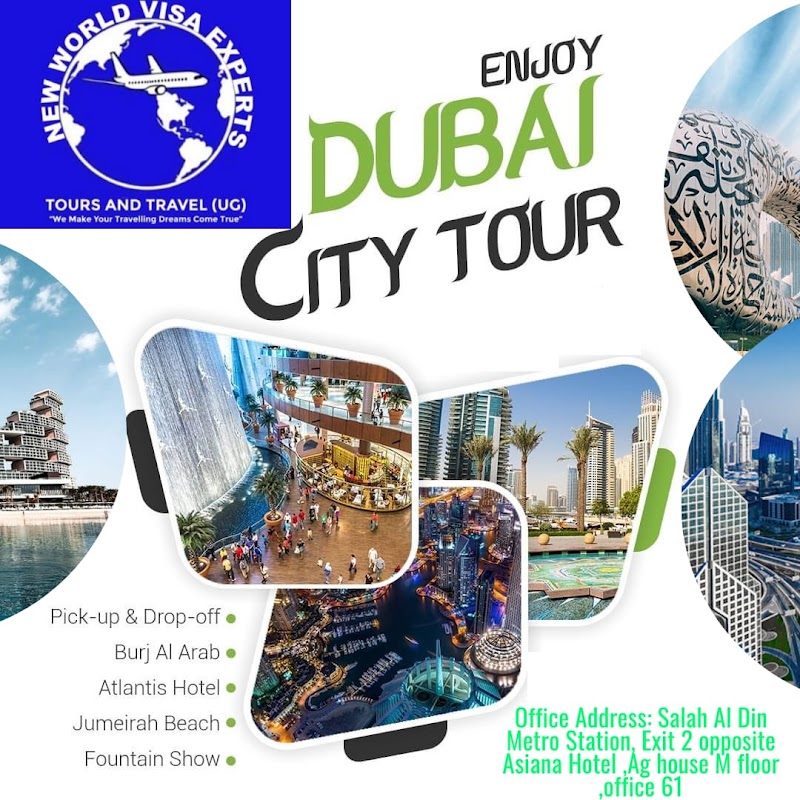 NEW WORLD VISA EXPERTS
TOURS AND TRAVEL (UG)
"We Make Your Travelling Dreams Come True"
ENJOY
DUBAI
CITY TOUR
Pick-up & Drop-off
Burj Al Arab
Atlantis Hotel
Jumeirah Beach
Fountain Show
Office Address: Salah Al Din
Metro Station, Exit 2 opposite
Asiana Hotel ,Ag house M floor
,office 61